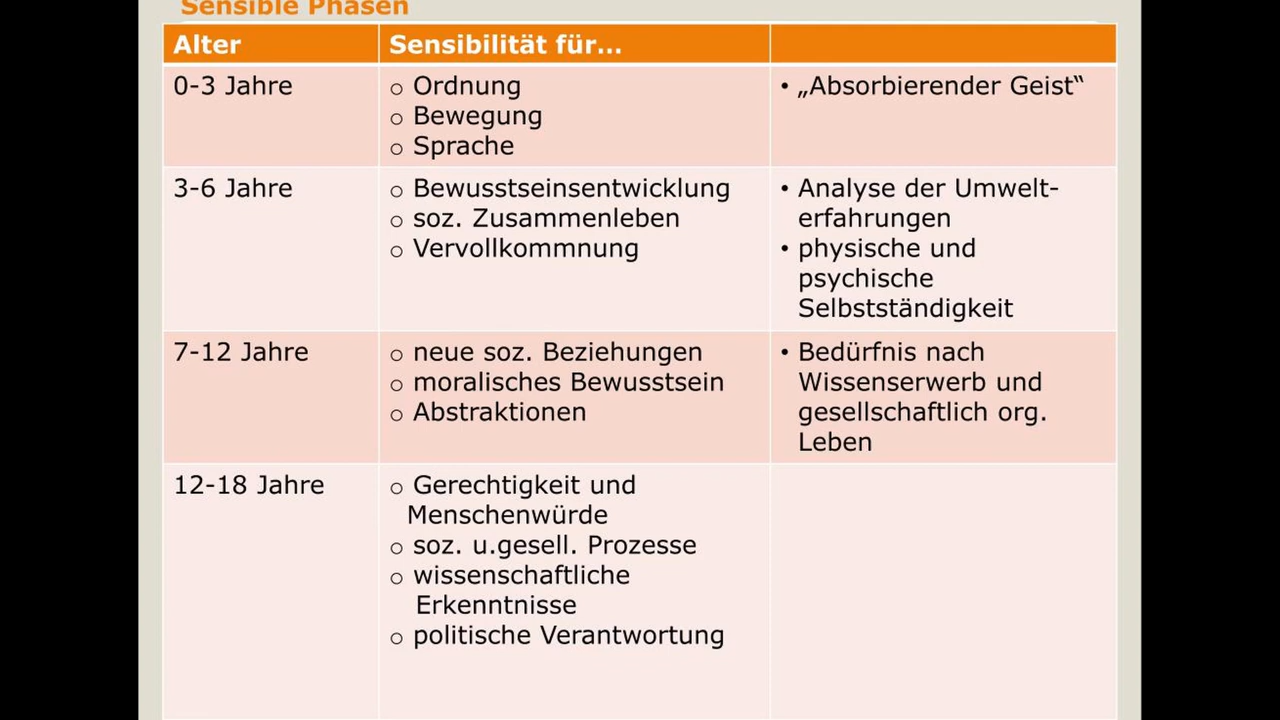 Sensible Phasen
Alter
Sensibilität für...
0-3 Jahre
o Ordnung
o Bewegung
o Sprache
• „Absorbierender Geist“
3-6 Jahre
o Bewusstseinsentwicklung
o soz. Zusammenleben
o Vervollkommnung
• Analyse der Umwelt-
erfahrungen
• physische und
psychische
Selbstständigkeit
7-12 Jahre
o neue soz. Beziehungen
o moralisches Bewusstsein
o Abstraktionen
• Bedürfnis nach
Wissenserwerb und
gesellschaftlich org.
Leben
12-18 Jahre
o Gerechtigkeit und
Menschenwürde
o soz. u.gesell. Prozesse
o wissenschaftliche
Erkenntnisse
o politische Verantwortung